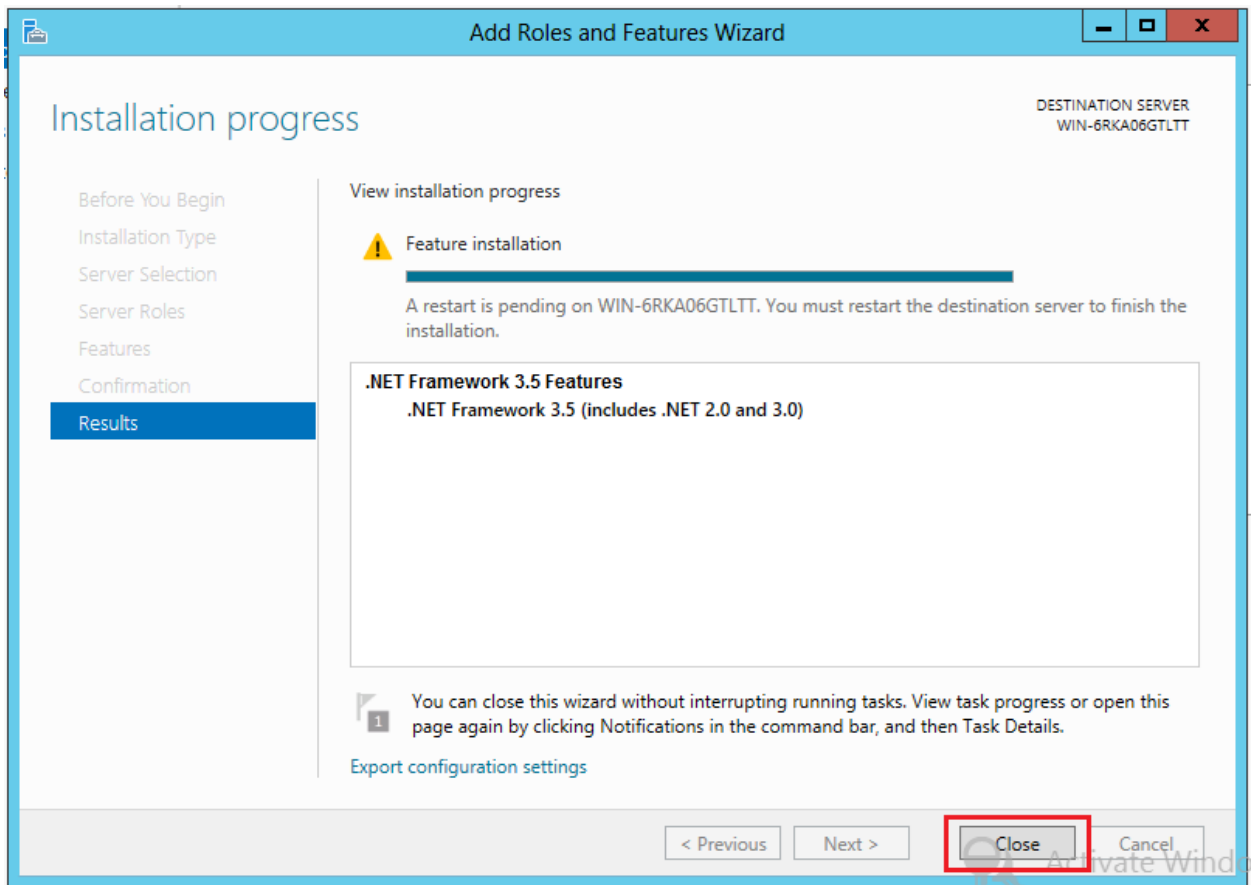 Add Roles and Features Wizard
Installation progress
DESTINATION SERVER
WIN-6RKA06GTLTT
Before You Begin
Installation Type
Server Selection
Server Roles
Features
Confirmation
Results
View installation progress
Feature installation
A restart is pending on WIN-6RKA06GTLTT. You must restart the destination server to finish the
installation.
.NET Framework 3.5 Features
.NET Framework 3.5 (includes .NET 2.0 and 3.0)
1
You can close this wizard without interrupting running tasks. View task progress or open this
page again by clicking Notifications in the command bar, and then Task Details.
Export configuration settings
< Previous
Next >
Close
Cancel
Activate Windo